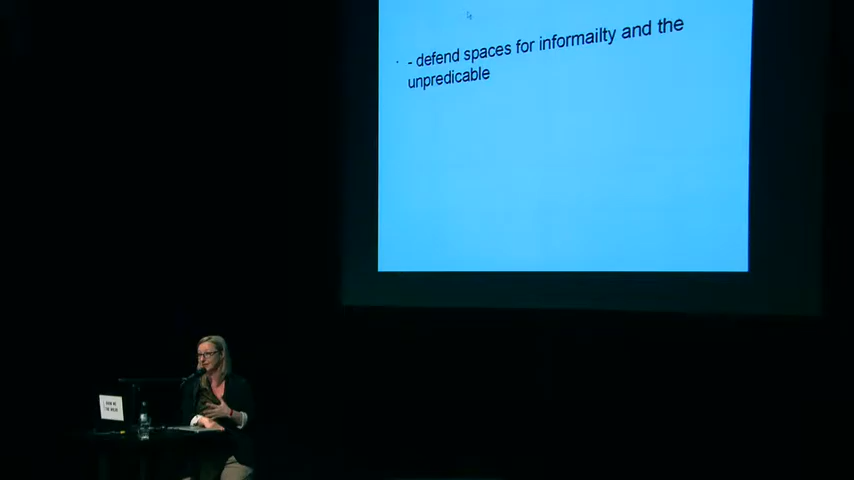 · - defend spaces for informailty and the
unpredicable